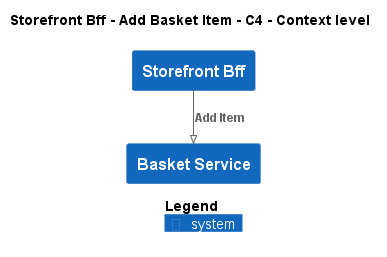 Storefront Bff - Add Basket Item - C4 - Context level
Storefront Bff
Add Item
Basket Service
Legend
system